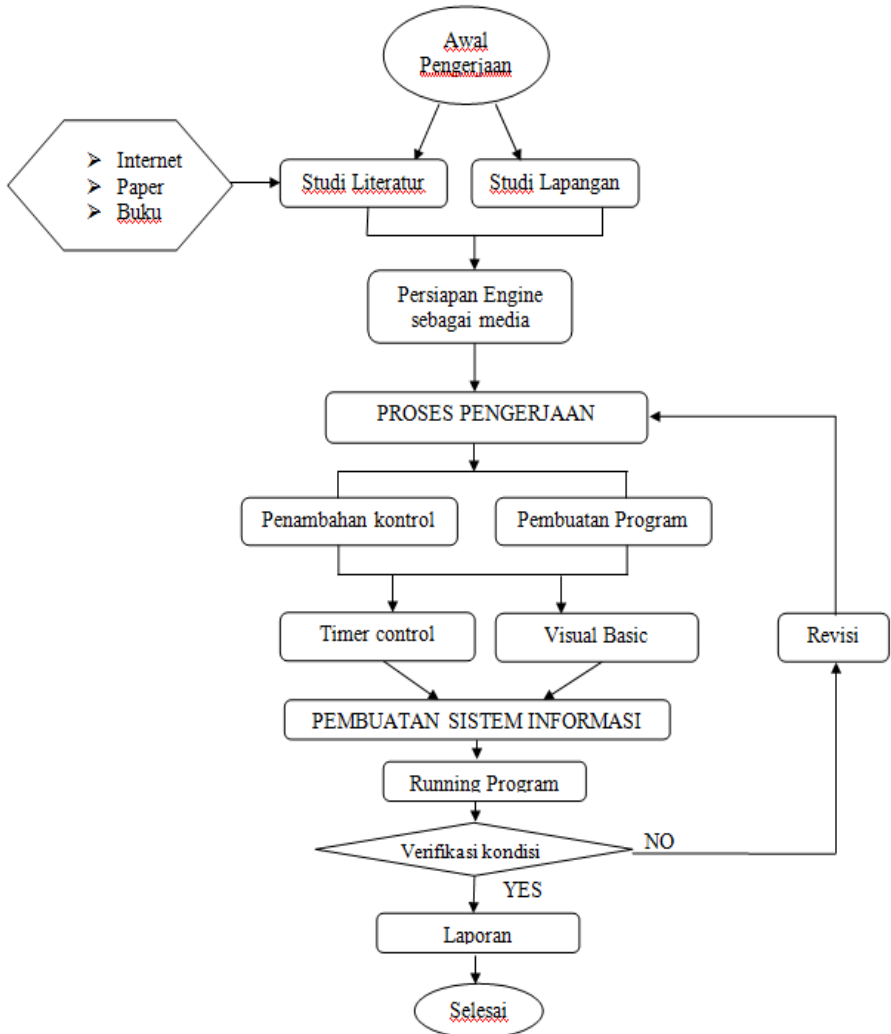 Awal
Pengerjaan
➢ Internet
➢ Paper
➢ Buku
Studi Literatur
Studi Lapangan
Persiapan Engine
sebagai media
PROSES PENGERJAAN
Penambahan kontrol
Pembuatan Program
Timer control
Visual Basic
Revisi
PEMBUATAN SISTEM INFORMASI
Running Program
Verifikasi kondisi
NO
YES
Laporan
Selesai